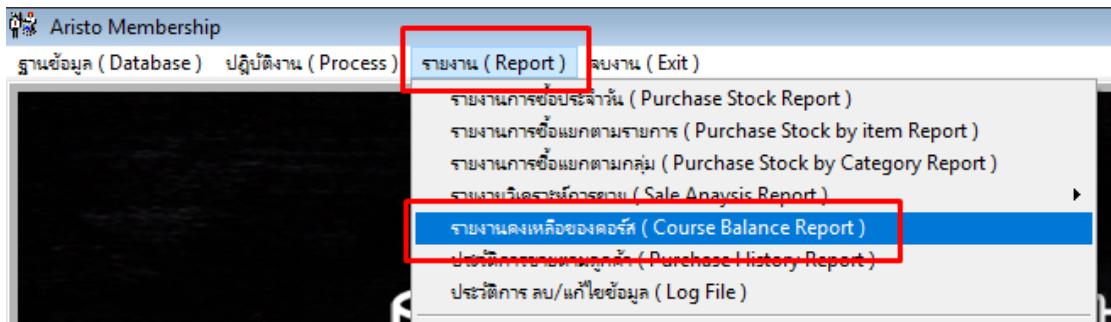 Aristo Membership
ฐานข้อมูล ( Database ) ปฎิบัติงาน ( Process ) รายงาน ( Report ) จบงาน ( Exit )
รายงานการซื้อประจำวัน ( Purchase Stock Report )
รายงานการซื้อแยกตามรายการ ( Purchase Stock by item Report )
รายงานการซื้อแยกตามกลุ่ม ( Purchase Stock by Category Report )
รายงานวิเคราะห์การขาย ( Sale Anaysis Report )
รายงานคงเหลือของคอร์ส ( Course Balance Report )
ประวัติการขายตามลูกค้า ( Purchase History Report )
ประวัติการ ลบ/แก้ไขข้อมูล ( Log File )